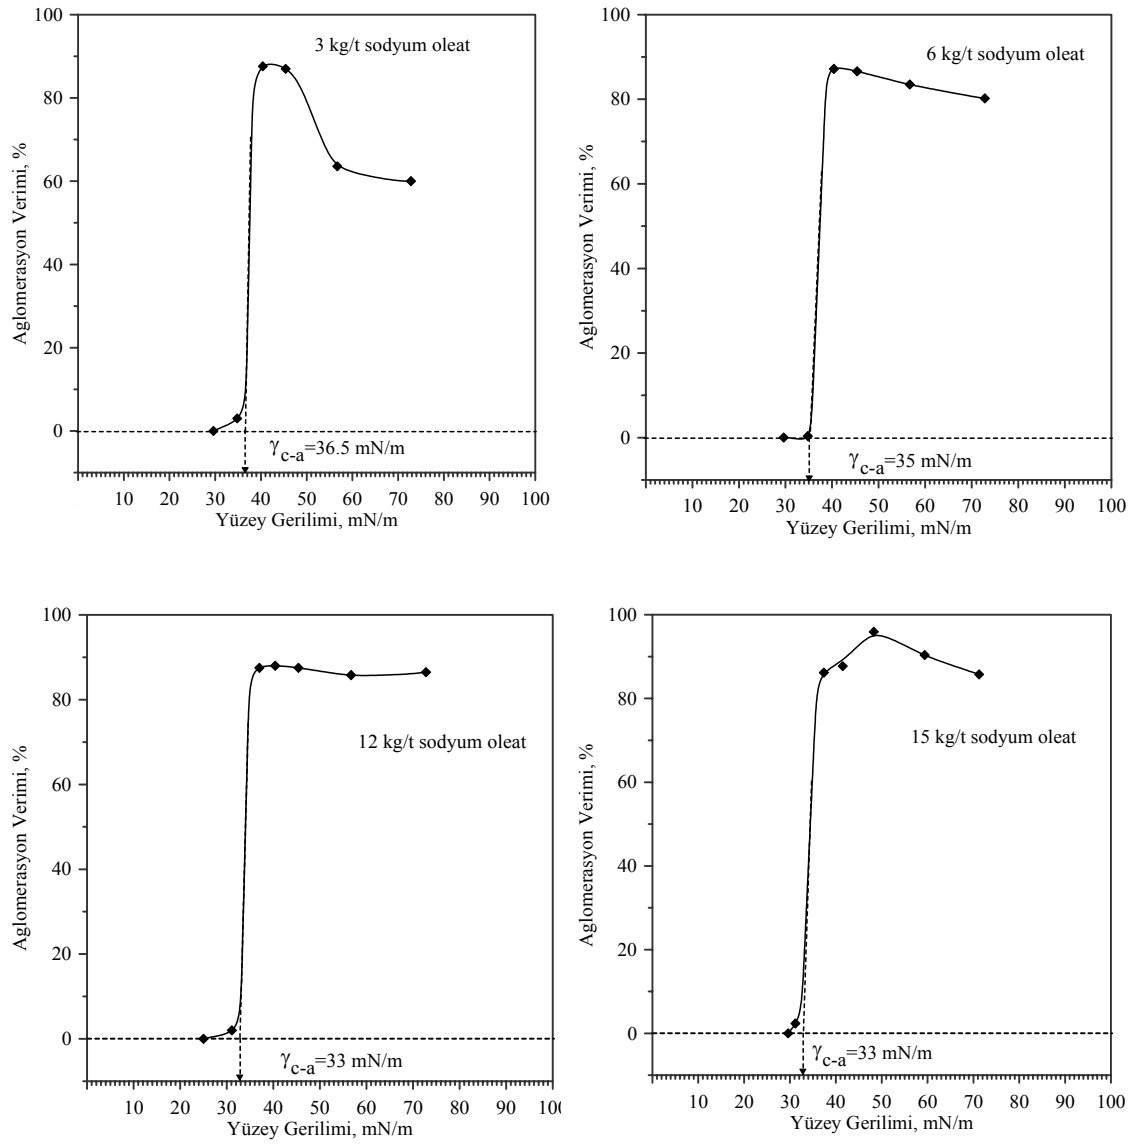 100
80
60
40
20
0
Aglomerasyon Verimi, %
3 kg/t sodyum oleat
γc-a=36.5 mN/m
10 20 30 40 50 60 70 80 90 100
Yüzey Gerilimi, mN/m
100
80
60
40
20
0
Aglomerasyon Verimi, %
6 kg/t sodyum oleat
γc-a=35 mN/m
10 20 30 40 50 60 70 80 90 100
Yüzey Gerilimi, mN/m
100
80
60
40
20
0
Aglomerasyon Verimi, %
12 kg/t sodyum oleat
γc-a=33 mN/m
10 20 30 40 50 60 70 80 90 100
Yüzey Gerilimi, mN/m
100
80
60
40
20
0
Aglomerasyon Verimi, %
15 kg/t sodyum oleat
γc-a=33 mN/m
10 20 30 40 50 60 70 80 90 100
Yüzey Gerilimi, mN/m